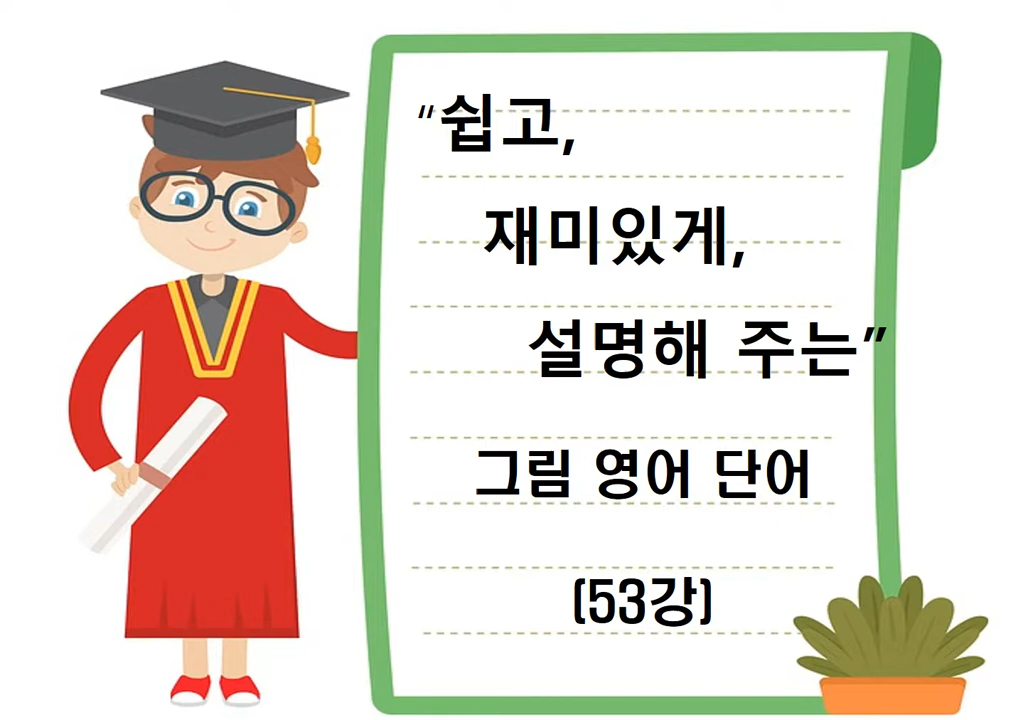 “쉽고,
재미있게,
설명해 주는”
그림 영어 단어
(53강)